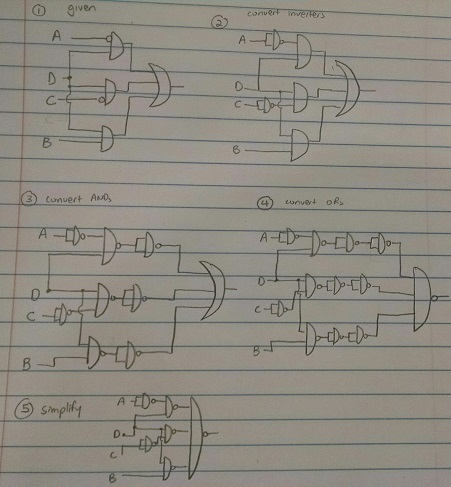 ① given
A
D
C
B
② convert inverters
A
D
C
B
③ convert ANDs
A
D
C
B
④ convert ORs
A
D
C
B
⑤ simplify
A
D
C
B